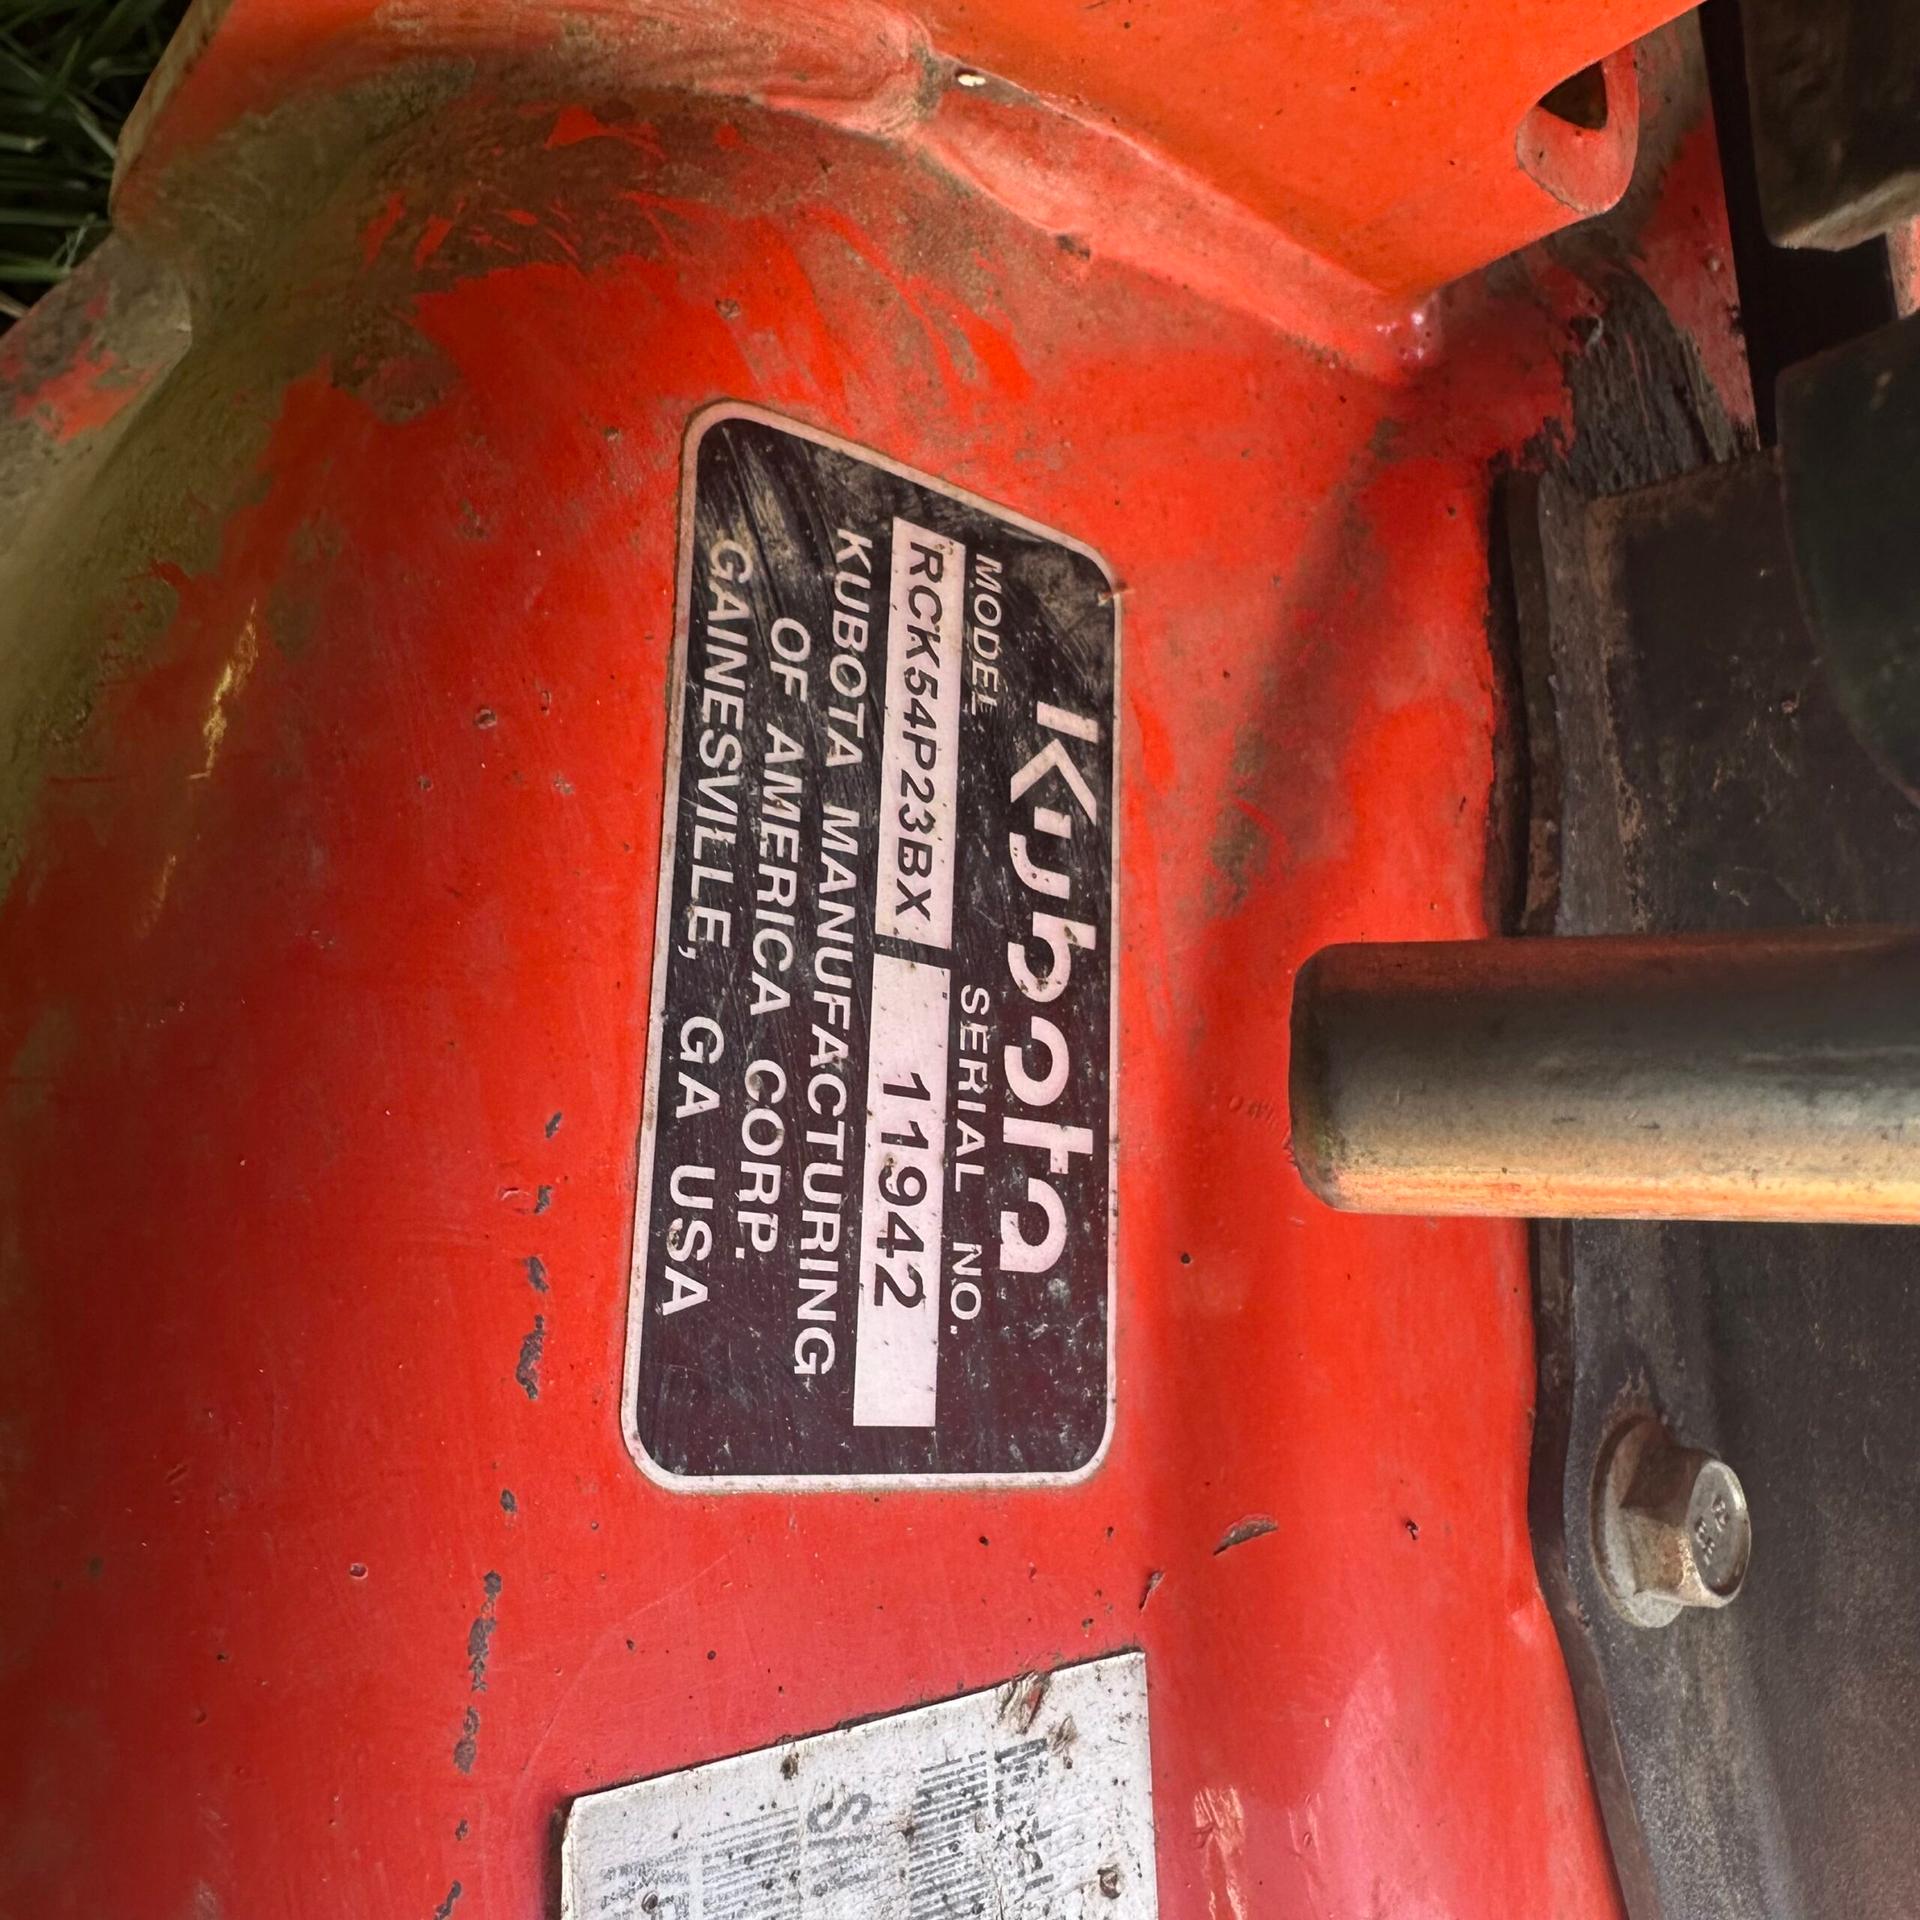 Kubota
MODEL SERIAL NO.
RCK54P23BX 11942
KUBOTA MANUFACTURING
OF AMERICA CORP.
GAINESVILLE, GA USA